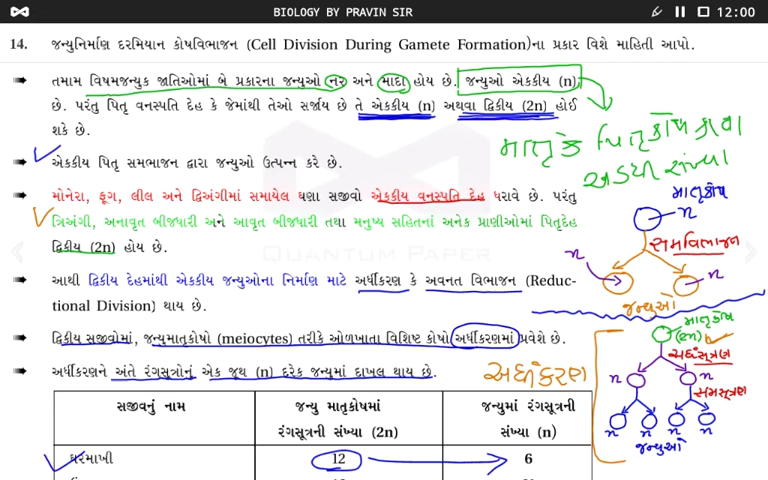 BIOLOGY BY PRAVIN SIR
12:00
14. જન્યુનિર્માણ દરમિયાન કોષવિભાજન (Cell Division During Gamete Formation)ના પ્રકાર વિશે માહિતી આપો.
તમામ વિષમજન્યુક જાતિઓમાં બે પ્રકારના જન્યુઓ નર અને માદા હોય છે. જન્યુઓ એકકીય (n)
છે. પરંતુ પિતૃ વનસ્પતિ દેહ કે જેમાંથી તેઓ સર્જાય છે તે એકકીય (n) અથવા દ્વિકીય (2n) હોઈ
શકે છે.
માતૃકે પિતૃકોષ કરવા
અડધી સંખ્યા
એકકીય પિતૃ સમભાજન દ્વારા જન્યુઓ ઉત્પન્ન કરે છે.
મોનેરા, ફૂગ, લીલ અને દ્વિઅંગીમાં સમાયેલ ઘણા સજીવો એકકીય વનસ્પતિ દેહ ધરાવે છે. પરંતુ
ત્રિઅંગી, અનાવૃત બીજધારી અને આવૃત બીજધારી તથા મનુષ્ય સહિતનાં અનેક પ્રાણીઓમાં પિતૃદેહ
દ્વિકીય (2n) હોય છે.
માતૃકોષ
n
સમવિભાજન
n
n
જન્યુઓ
QUANTUM PAPER
આથી દ્વિકીય દેહમાંથી એકકીય જન્યુઓના નિર્માણ માટે અર્ધીકરણ કે અવનત વિભાજન (Reduc-
tional Division) થાય છે.
દ્વિકીય સજીવોમાં, જન્યુમાતૃકોષો (meiocytes) તરીકે ઓળખાતા વિશિષ્ટ કોષો અર્ધીકરણમાં પ્રવેશે છે.
અર્ધીકરણને અંતે રંગસૂત્રોનું એક જૂથ (n) દરેક જન્યુમાં દાખલ થાય છે.
અર્ધીકરણ
માતૃકોષ
(2n)
અર્ધસૂત્રણ
n
n
સમસૂત્રણ
n
n
n
n
જન્યુઓ
સજીવનું નામ
જન્યુ માતૃકોષમાં
રંગસૂત્રની સંખ્યા (2n)
જન્યુમાં રંગસૂત્રની
સંખ્યા (n)
ઘરમાખી
12
6